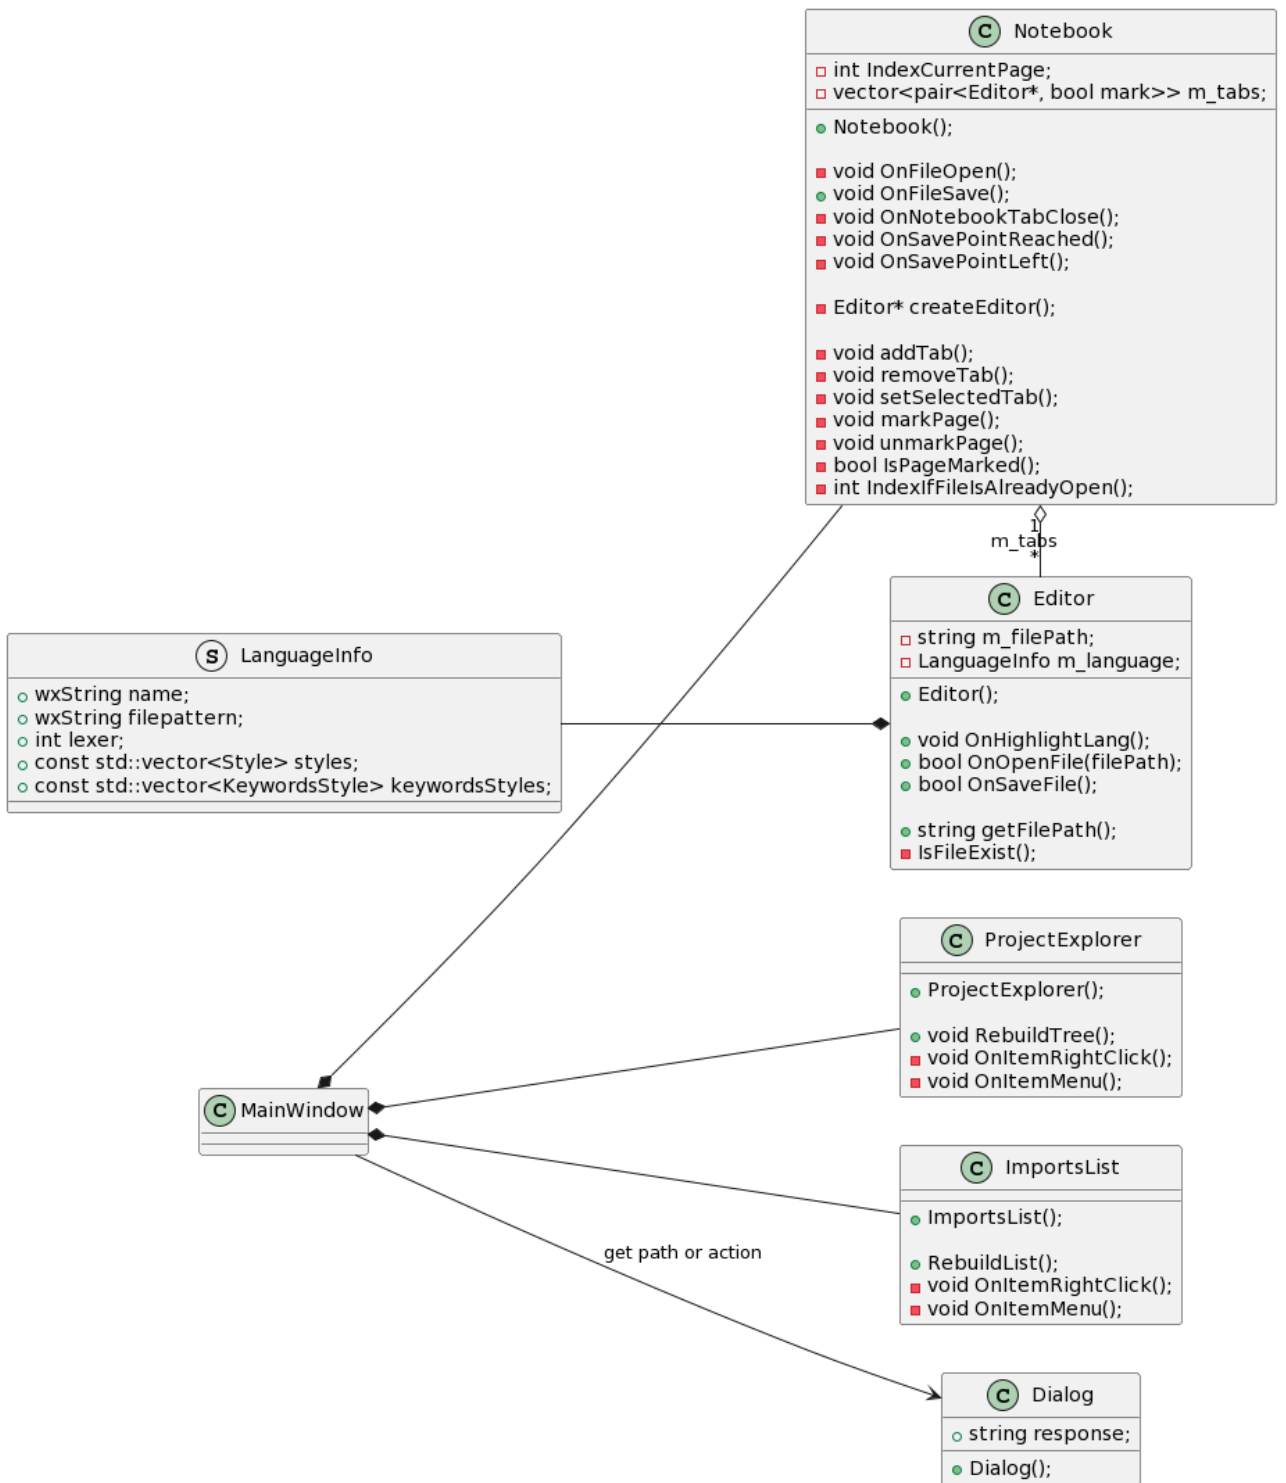 C Notebook
int IndexCurrentPage;
vector<pair<Editor*, bool mark>> m_tabs;
Notebook();
void OnFileOpen();
void OnFileSave();
void OnNotebookTabClose();
void OnSavePointReached();
void OnSavePointLeft();
Editor* createEditor();
void addTab();
void removeTab();
void setSelectedTab();
void markPage();
void unmarkPage();
bool IsPageMarked();
int IndexIfFileIsAlreadyOpen();
1
m_tabs
*
C Editor
string m_filePath;
LanguageInfo m_language;
Editor();
void OnHighlightLang();
bool OnOpenFile(filePath);
bool OnSaveFile();
string getFilePath();
IsFileExist();
S LanguageInfo
wxString name;
wxString filepattern;
int lexer;
const std::vector<Style> styles;
const std::vector<KeywordsStyle> keywordsStyles;
C ProjectExplorer
ProjectExplorer();
void RebuildTree();
void OnItemRightClick();
void OnItemMenu();
C MainWindow
C ImportsList
ImportsList();
RebuildList();
void OnItemRightClick();
void OnItemMenu();
get path or action
C Dialog
string response;
Dialog();